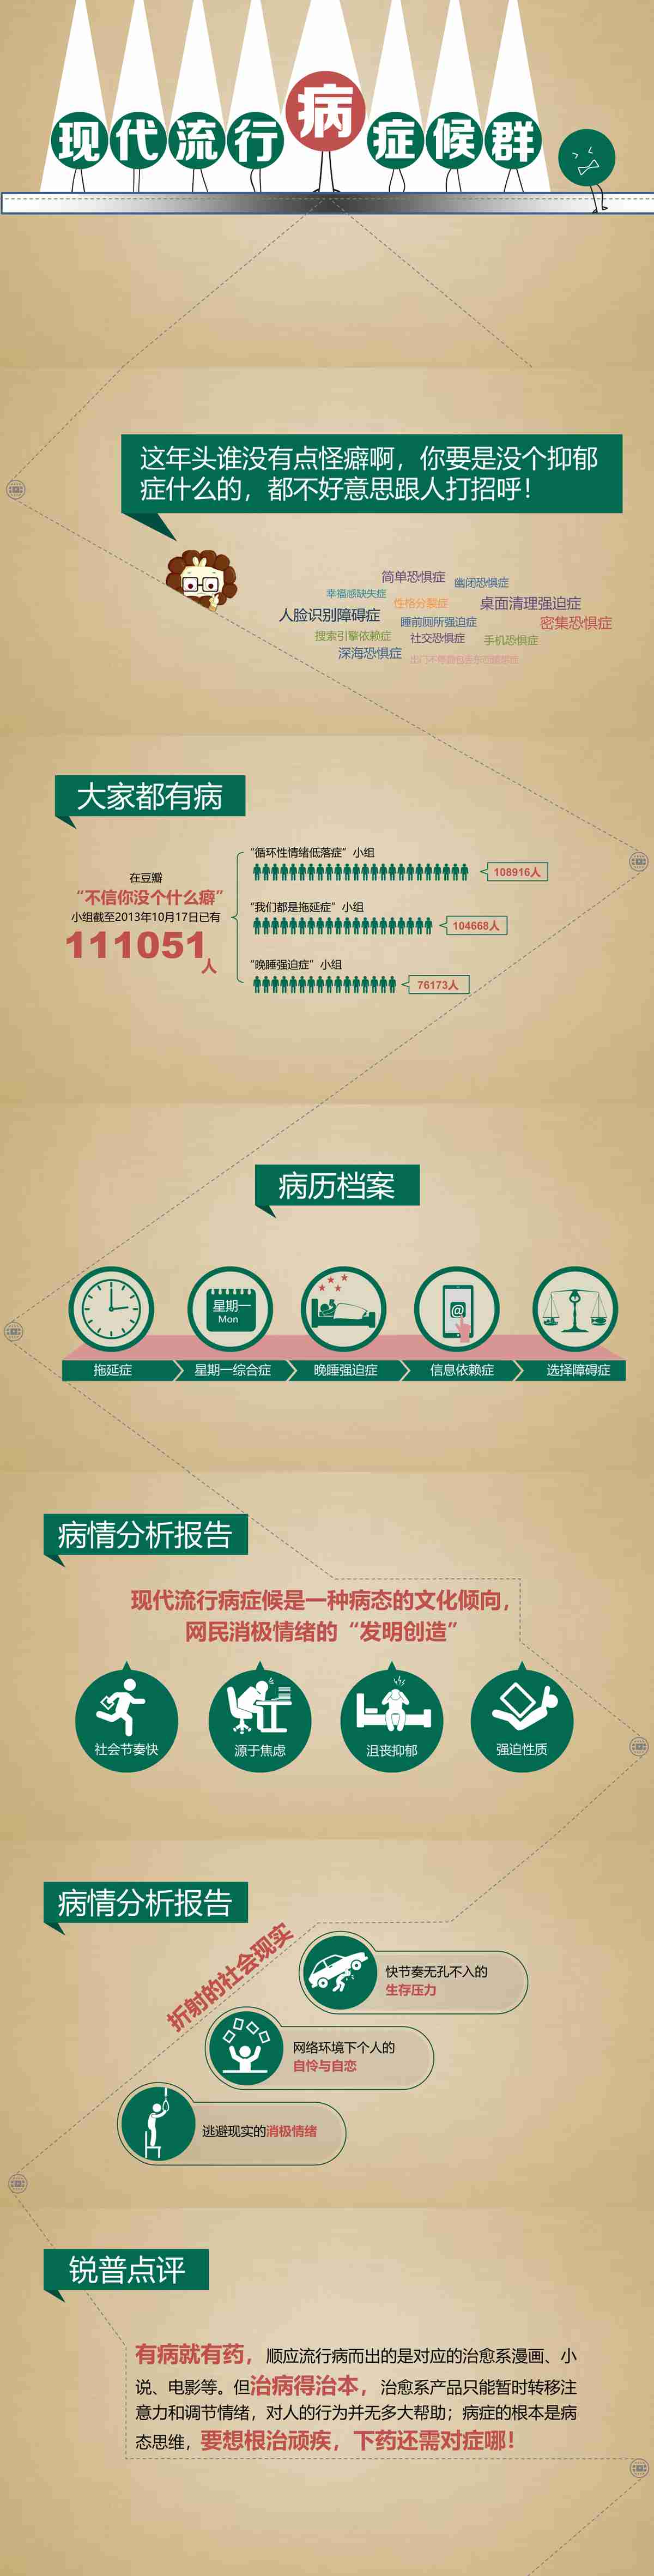 现代流行病症候群
这年头谁没有点怪癖啊，你要是没个抑郁
症什么的，都不好意思跟人打招呼！
简单恐惧症
幽闭恐惧症
幸福感缺失症
性格分裂症
桌面清理强迫症
人脸识别障碍症
睡前厕所强迫症
密集恐惧症
搜索引擎依赖症
社交恐惧症
手机恐惧症
深海恐惧症
大家都有病
在豆瓣
“不信你没个什么癖”
小组截至2013年10月17日已有
111051人
“循环性情绪低落症”小组
108916人
“我们都是拖延症”小组
104668人
“晚睡强迫症”小组
76173人
病历档案
星期一
Mon
@
拖延症
星期一综合症
晚睡强迫症
信息依赖症
选择障碍症
病情分析报告
现代流行病症候是一种病态的文化倾向，
网民消极情绪的“发明创造”
社会节奏快
源于焦虑
沮丧抑郁
强迫性质
病情分析报告
折射的社会现实
快节奏无孔不入的
生存压力
网络环境下个人的
自怜与自恋
逃避现实的消极情绪
锐普点评
有病就有药，顺应流行病而出的是对应的治愈系漫画、小
说、电影等。但治病得治本，治愈系产品只能暂时转移注
意力和调节情绪，对人的行为并无多大帮助；病症的根本是病
态思维，要想根治顽疾，下药还需对症哪！